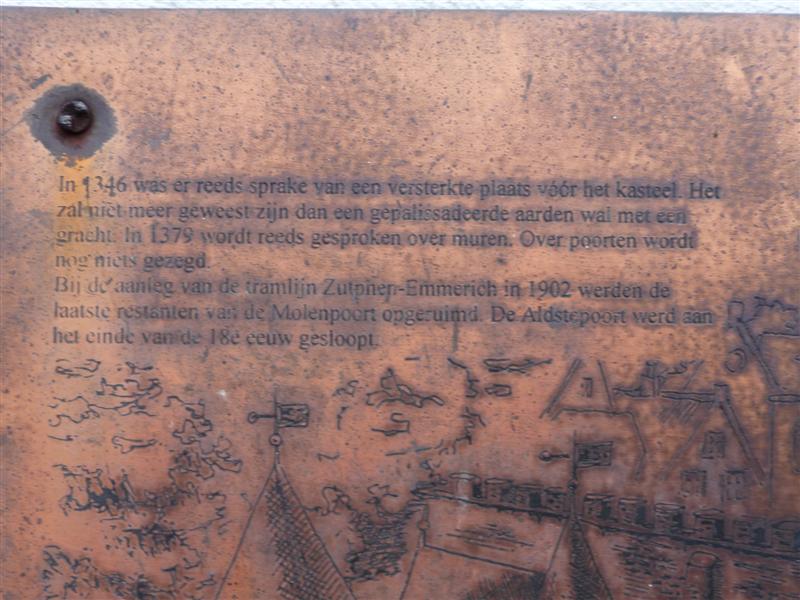 In 1346 was er reeds sprake van een versterkte plaats vóór het kasteel. Het
zal niet meer geweest zijn dan een gepalissadeerde aarden wal met een
gracht. In 1379 wordt reeds gesproken over muren. Over poorten wordt
nog niets gezegd.
Bij de aanleg van de tramlijn Zutphen-Emmerich in 1902 werden de
laatste restanten van de Molenpoort opgeruimd. De Aldstepoort werd aan
het einde van de 18e eeuw gesloopt.